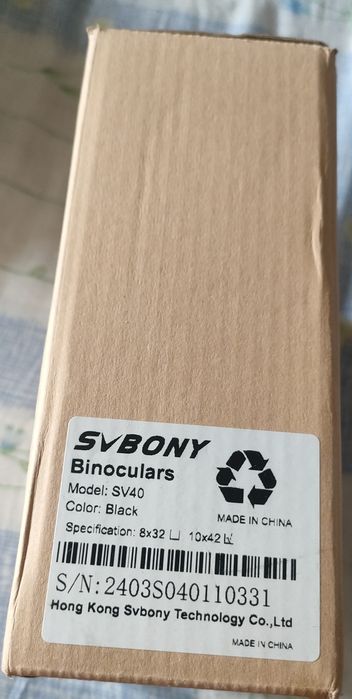 SVBONY
Binoculars
Model: SV40
Color: Black
MADE IN CHINA
Specification: 8x32 ☐ 10x42 ☑
S/N:2403S040110331
Hong Kong Svbony Technology Co.,Ltd
MADE IN CHINA